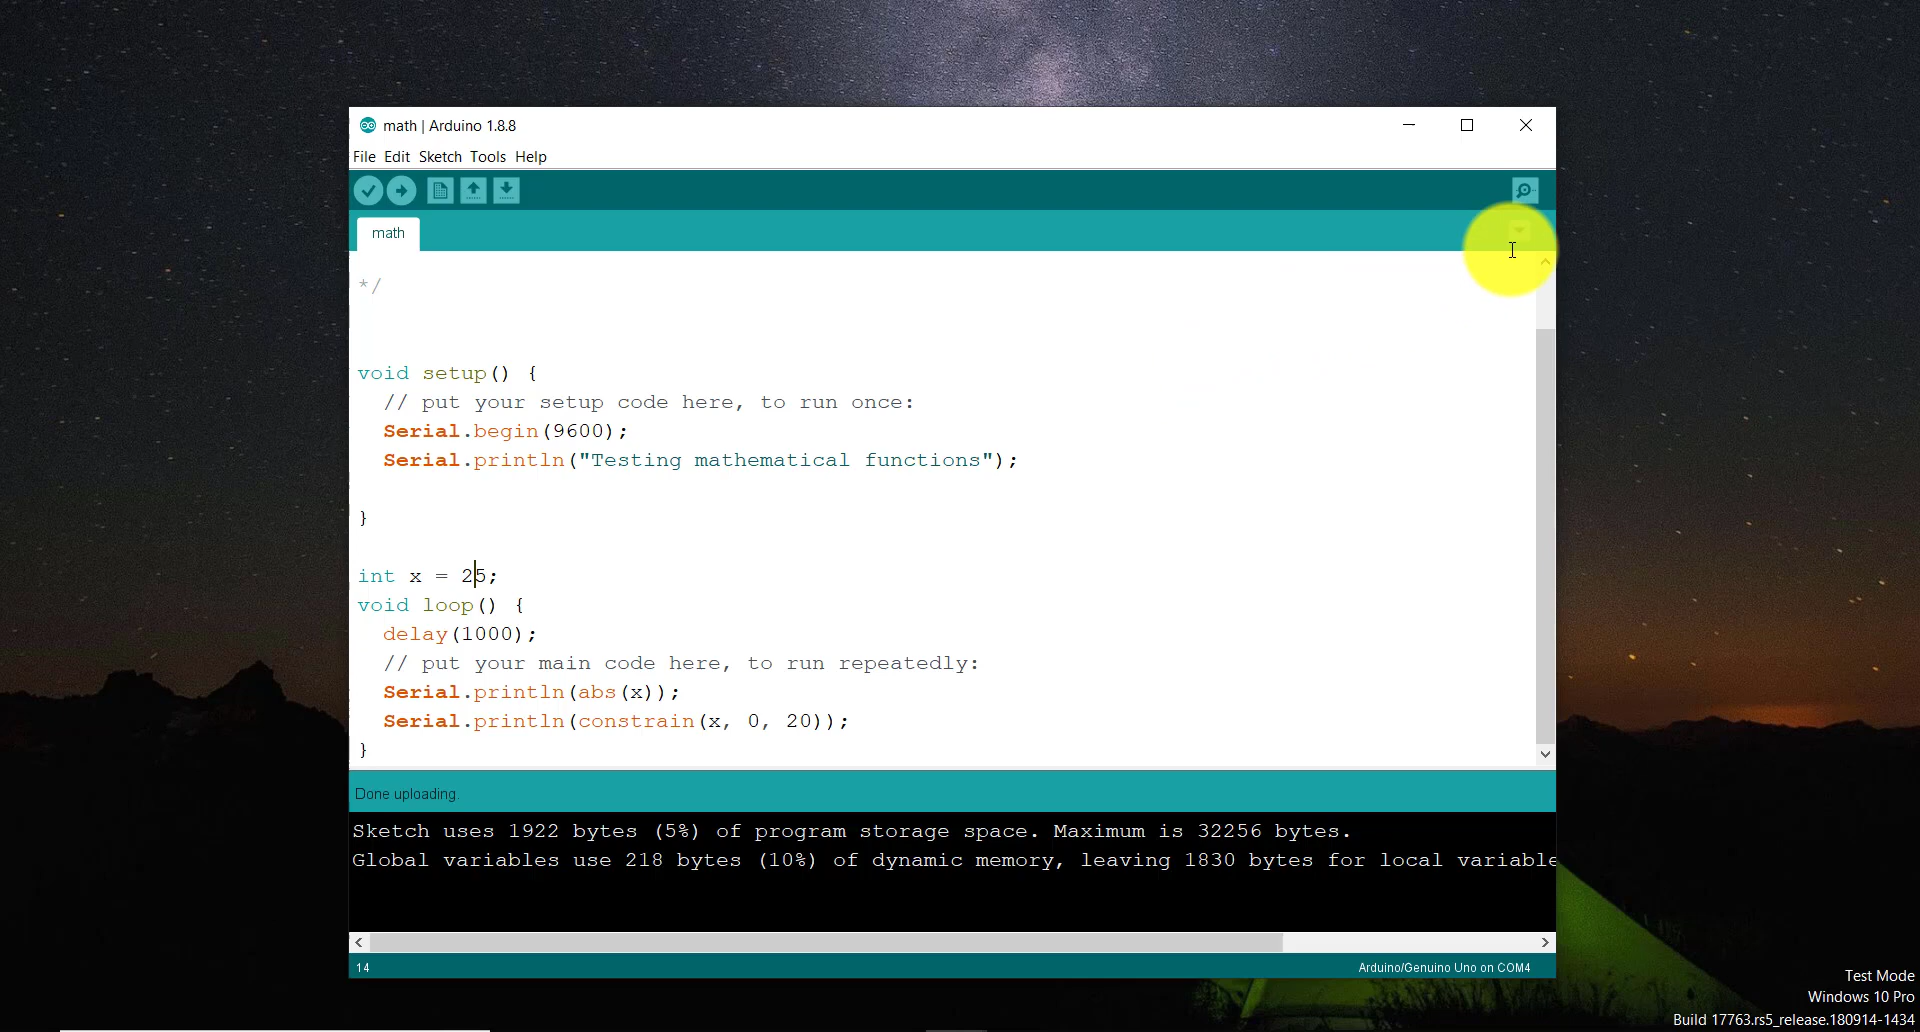 math | Arduino 1.8.8
File Edit Sketch Tools Help
math
*/
void setup() {
// put your setup code here, to run once:
Serial.begin(9600);
Serial.println("Testing mathematical functions");
}
int x = 25;
void loop() {
delay(1000);
// put your main code here, to run repeatedly:
Serial.println(abs(x));
Serial.println(constrain(x, 0, 20));
}
Done uploading.
Sketch uses 1922 bytes (5%) of program storage space. Maximum is 32256 bytes.
Global variables use 218 bytes (10%) of dynamic memory, leaving 1830 bytes for local variable
14
Arduino/Genuino Uno on COM4
Test Mode
Windows 10 Pro
Build 17763.rs5_release.180914-1434